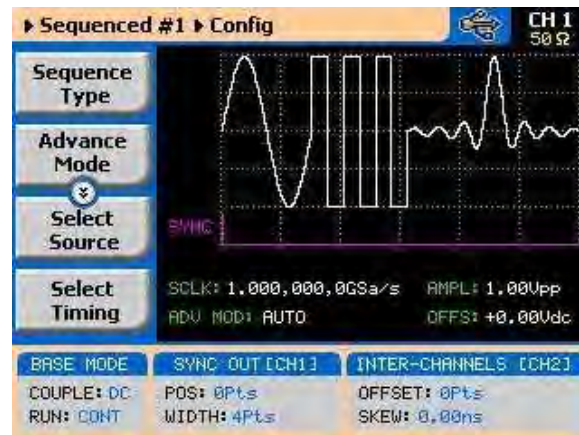 ▸ Sequenced #1 ▸ Config
CH 1
50 Ω
Sequence
Type
Advance
Mode
Select
Source
Select
Timing
SYNC
SCLK: 1.000,000,0GSa/s AMPL: 1.00Vpp
ADV MOD: AUTO OFFS: +0.00Vdc
BASE MODE SYNC OUT [CH1] INTER-CHANNELS [CH2]
COUPLE: DC POS: 0Pts OFFSET: 0Pts
RUN: CONT WIDTH: 4Pts SKEW: 0.00ns